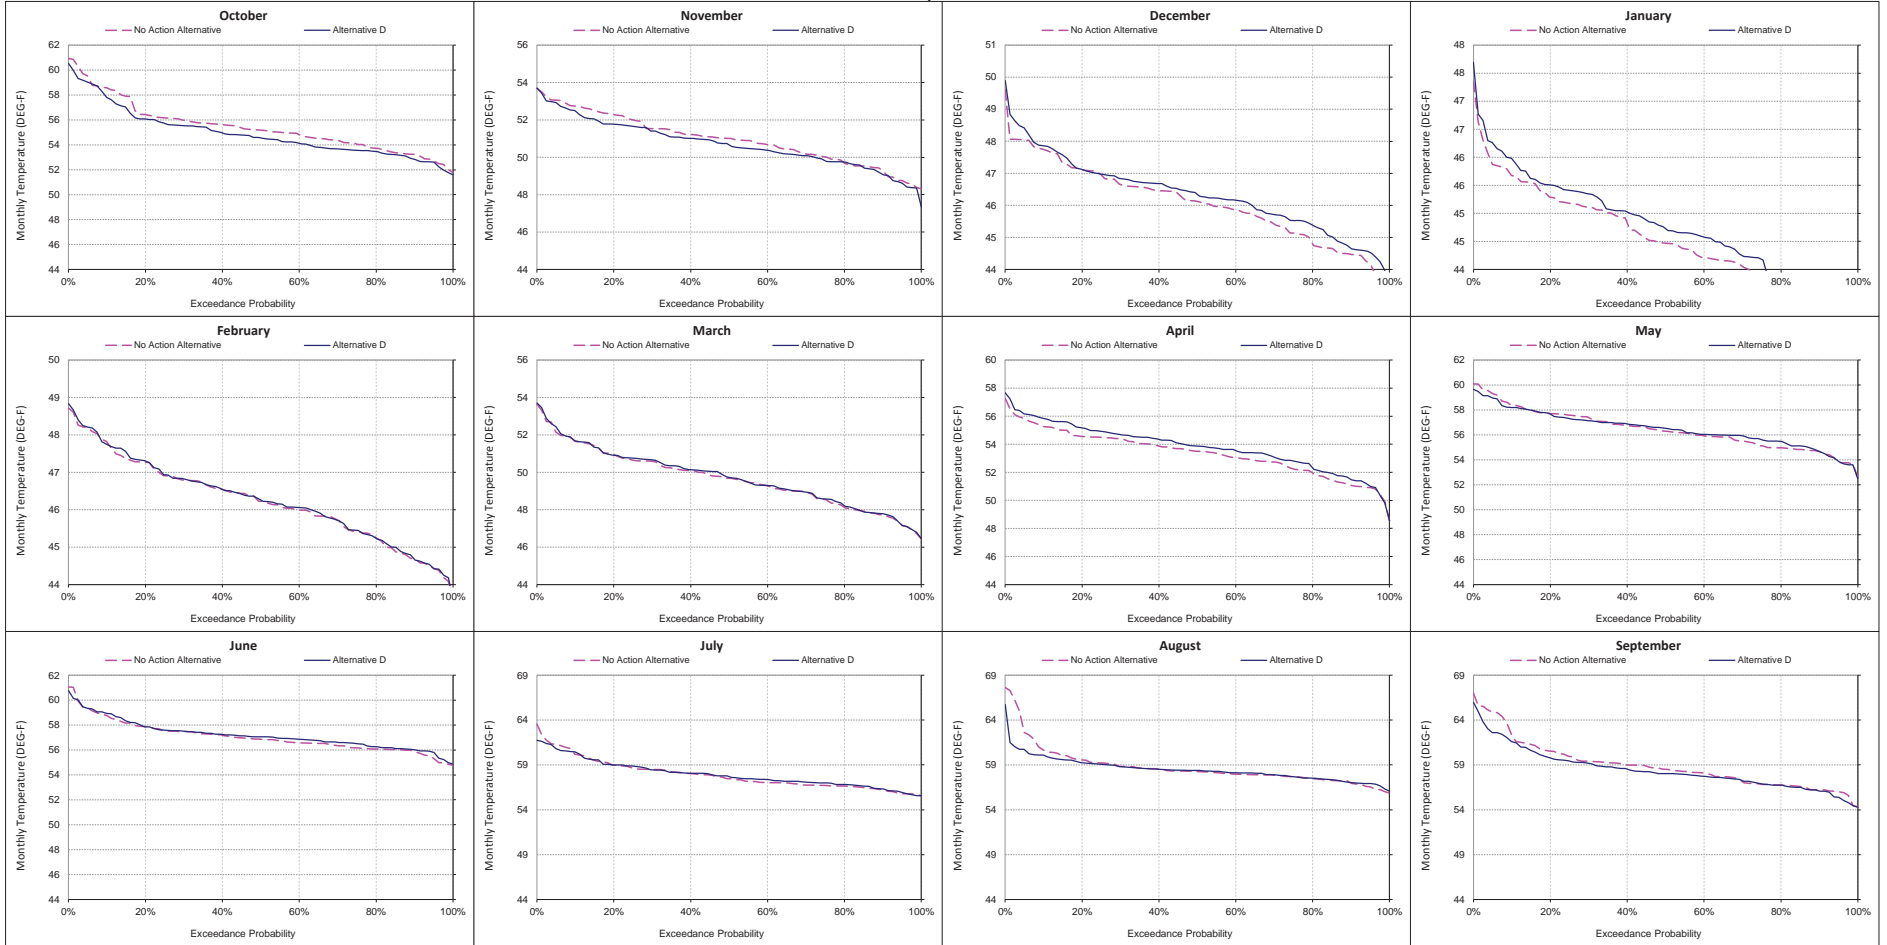 October
No Action Alternative Alternative D
Monthly Temperature (DEG-F)
62
60
58
56
54
52
50
48
46
44
0% 20% 40% 60% 80% 100%
Exceedance Probability
November
No Action Alternative Alternative D
Monthly Temperature (DEG-F)
56
54
52
50
48
46
44
0% 20% 40% 60% 80% 100%
Exceedance Probability
December
No Action Alternative Alternative D
Monthly Temperature (DEG-F)
51
50
49
48
47
46
45
44
0% 20% 40% 60% 80% 100%
Exceedance Probability
January
No Action Alternative Alternative D
Monthly Temperature (DEG-F)
48
48
47
47
46
46
45
45
44
0% 20% 40% 60% 80% 100%
Exceedance Probability
February
No Action Alternative Alternative D
Monthly Temperature (DEG-F)
50
49
48
47
46
45
44
0% 20% 40% 60% 80% 100%
Exceedance Probability
March
No Action Alternative Alternative D
Monthly Temperature (DEG-F)
56
54
52
50
48
46
44
0% 20% 40% 60% 80% 100%
Exceedance Probability
April
No Action Alternative Alternative D
Monthly Temperature (DEG-F)
60
58
56
54
52
50
48
46
44
0% 20% 40% 60% 80% 100%
Exceedance Probability
May
No Action Alternative Alternative D
Monthly Temperature (DEG-F)
62
60
58
56
54
52
50
48
46
44
0% 20% 40% 60% 80% 100%
Exceedance Probability
June
No Action Alternative Alternative D
Monthly Temperature (DEG-F)
62
60
58
56
54
52
50
48
46
44
0% 20% 40% 60% 80% 100%
Exceedance Probability
July
No Action Alternative Alternative D
Monthly Temperature (DEG-F)
69
64
59
54
49
44
0% 20% 40% 60% 80% 100%
Exceedance Probability
August
No Action Alternative Alternative D
Monthly Temperature (DEG-F)
69
64
59
54
49
44
0% 20% 40% 60% 80% 100%
Exceedance Probability
September
No Action Alternative Alternative D
Monthly Temperature (DEG-F)
69
64
59
54
49
44
0% 20% 40% 60% 80% 100%
Exceedance Probability